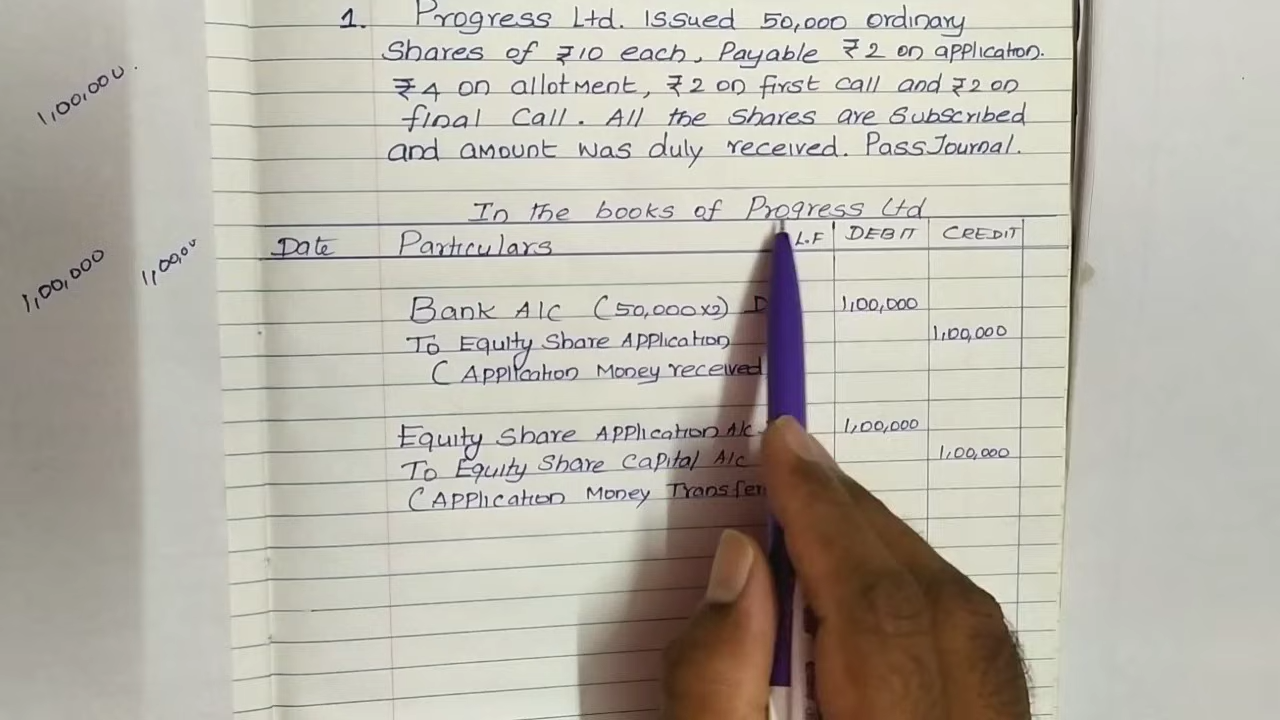 1,00,000.
1,00,000
1,00,00
1. Progress Ltd. Issued 50,000 ordinary
Shares of ₹10 each, Payable ₹2 on application.
₹4 on allotment, ₹2 on first call and ₹2 on
final Call. All the Shares are Subscribed
and amount was duly received. Pass Journal.
In the books of Progress Ltd
Date Particulars L.F DEBIT CREDIT
Bank A/C (50,000x2) 1,00,000
To Equity Share Application 1,00,000
(Application Money received
Equity Share Application A/c 1,00,000
To Equity Share Capital A/c 1,00,000
(Application Money